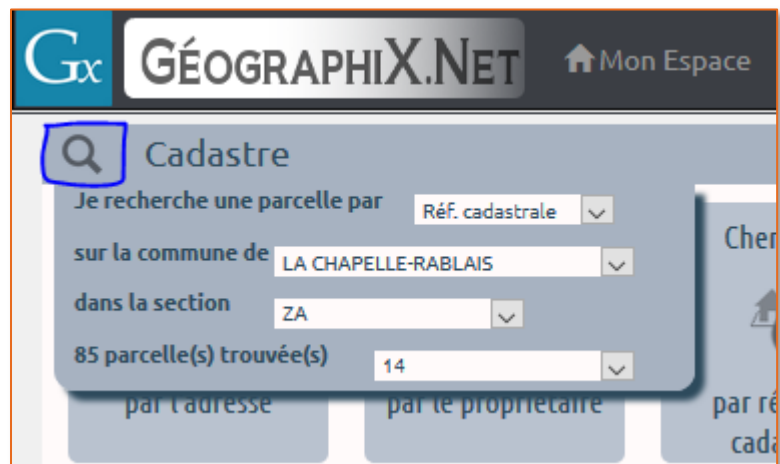 Gx GÉOGRAPHIX.NET Mon Espace
Cadastre
Je recherche une parcelle par Réf. cadastrale
sur la commune de LA CHAPELLE-RABLAIS
dans la section ZA
85 parcelle(s) trouvée(s) 14
Cher
par l'adresse par le propriétaire par ré
cada